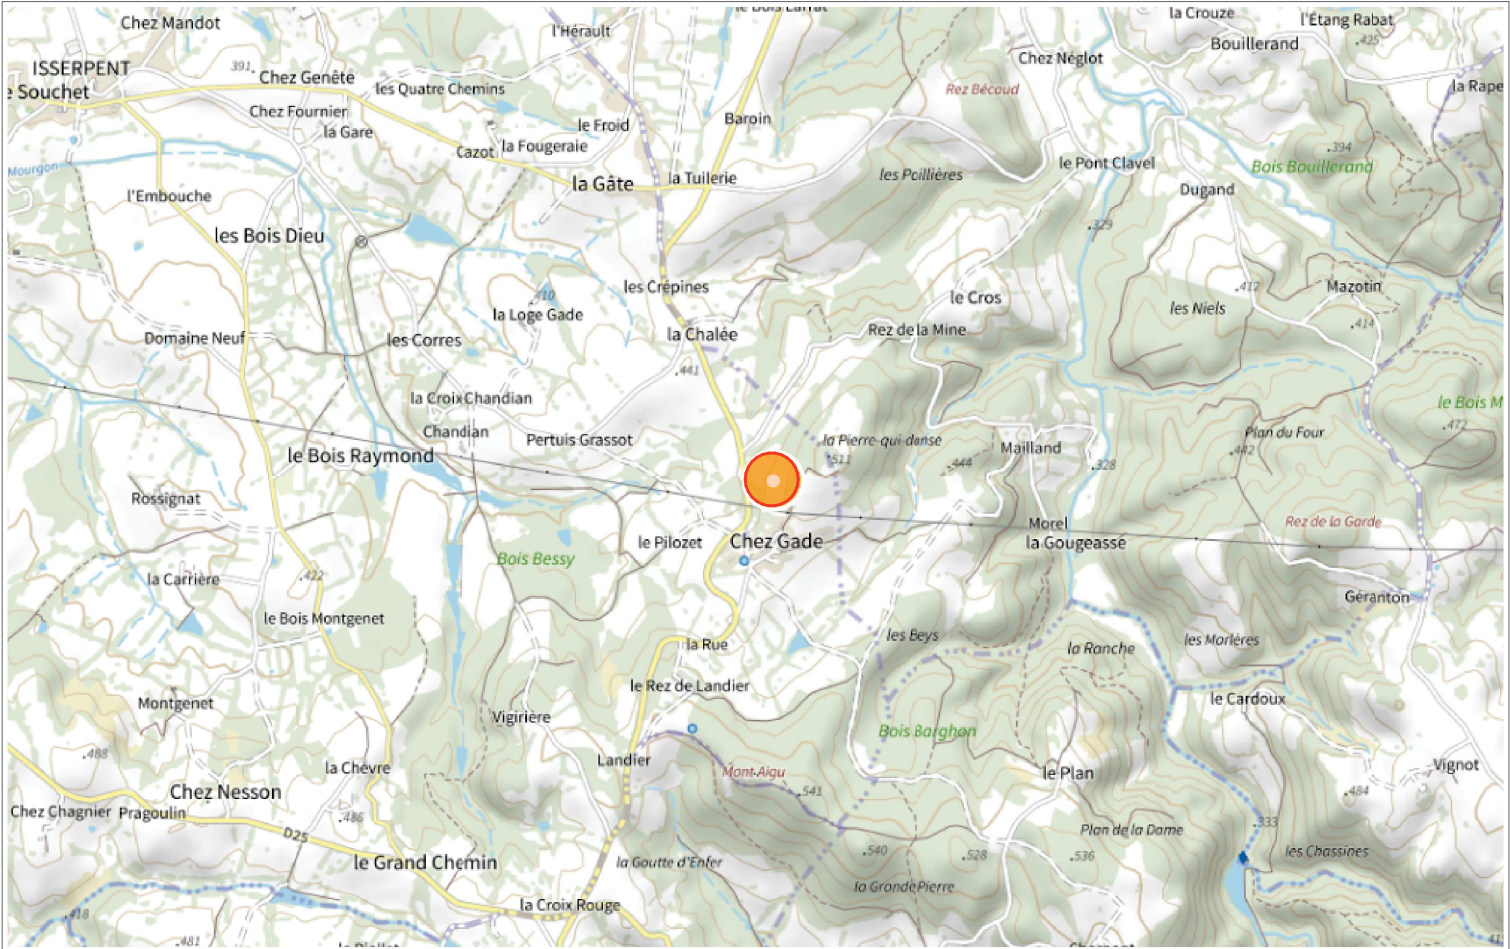 le Bois Larrat
la Crouze
l'Étang Rabat
Chez Mandot
l'Hérault
.425
Bouillerand
Chez Néglot
ISSERPENT
391.
Chez Genête
la Rape
e Souchet
les Quatre Chemins
Rez Bécaud
Chez Fournier
Baroin
la Gare
le Froid
la Fougeraie
.394
Cazot
les Poillières
le Pont Clavel
Bois Bouillerand
Mourgon
la Gâte
la Tuilerie
Dugand
l'Embouche
.329
les Bois Dieu
les Crépines
.412
Mazotin
410
le Cros
les Niels
la Loge Gade
.414
Domaine Neuf
les Corres
la Chalée
Rez de la Mine
.441
la Croix Chandian
le Bois M
Chandian
Pertuis Grassot
la Pierre-qui-danse
Plan du Four
.472
le Bois Raymond
.511
.444
Mailland
.442
.328
Rossignat
Morel
Rez de la Garde
le Pilozet
Chez Gade
la Gougeasse
Bois Bessy
la Carrière
.422
Géranton
le Bois Montgenet
les Beys
les Morlères
la Rue
la Ranche
le Rez de Landier
Montgenet
Vigirière
le Cardoux
Bois Barghon
.488
Landier
la Chèvre
Mont Aigu
le Plan
Vignot
Chez Nesson
.541
.484
Chez Chagnier
Pragoulin
.486
.333
D25
Plan de la Dame
le Grand Chemin
la Goutte d'Enfer
.540
.528
.536
les Chassines
la Grande Pierre
la Croix Rouge
.418
.481
le Piallet
Charpent
41